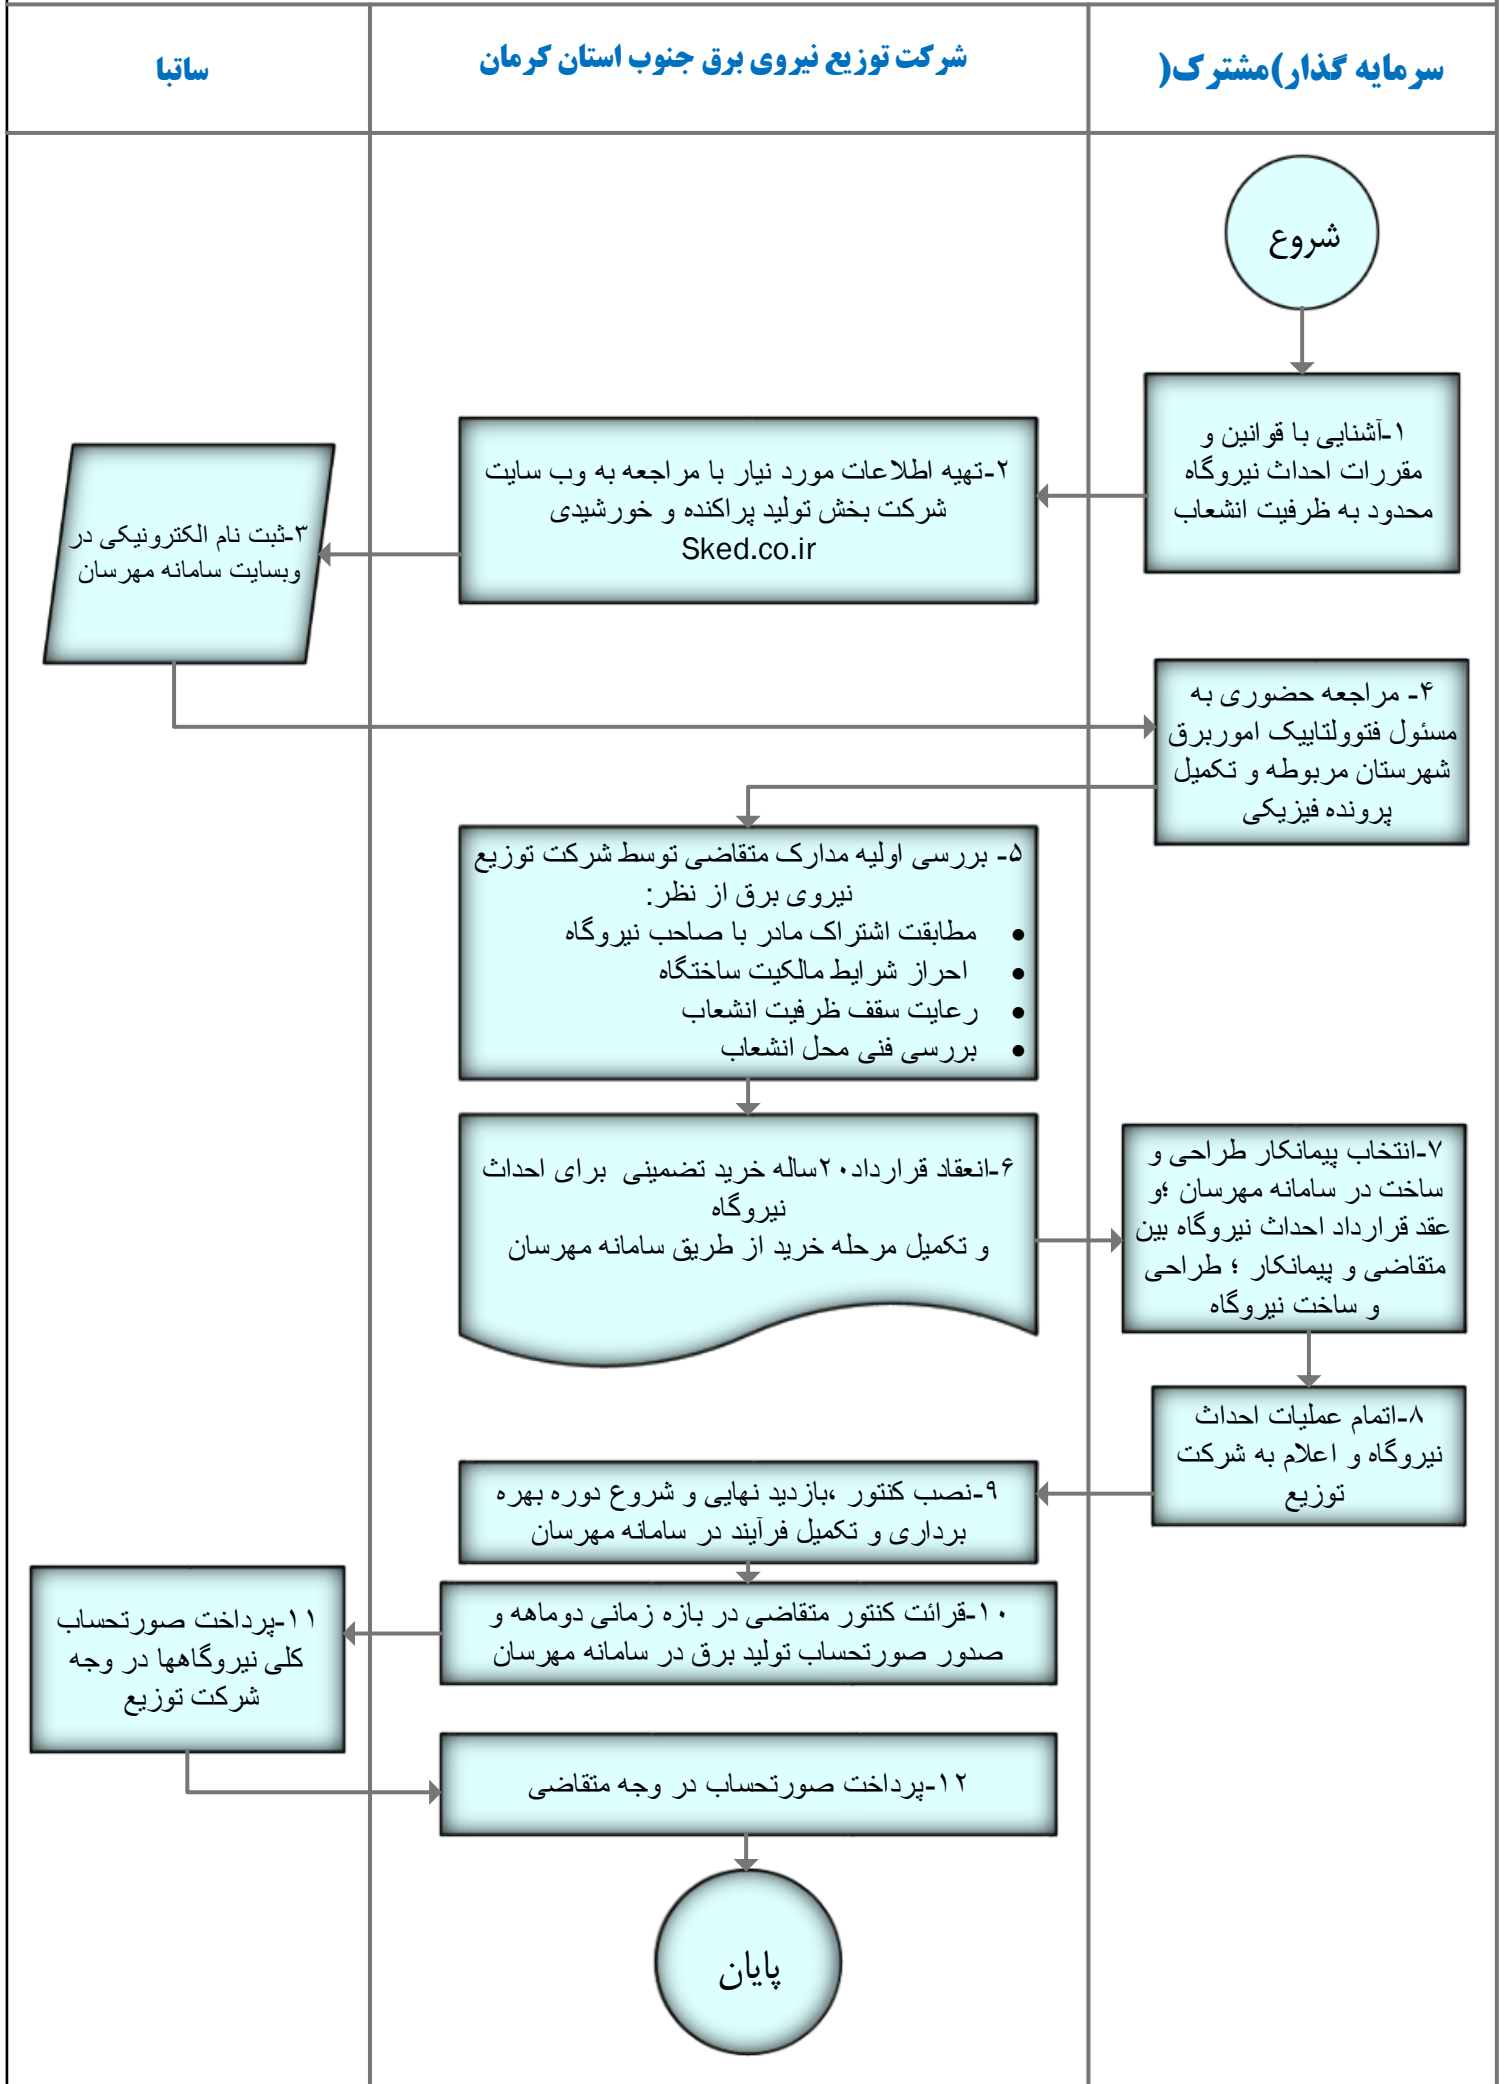 سرمایه گذار)مشترک(
شرکت توزیع نیروی برق جنوب استان کرمان
ساتبا
شروع
۱-آشنایی با قوانین و
مقررات احداث نیروگاه
محدود به ظرفیت انشعاب
۲-تهیه اطلاعات مورد نیار با مراجعه به وب سایت
شرکت بخش تولید پراکنده و خورشیدی
Sked.co.ir
۳-ثبت نام الکترونیکی در
وبسایت سامانه مهرسان
۴- مراجعه حضوری به
مسئول فتوولتاییک اموربرق
شهرستان مربوطه و تکمیل
پرونده فیزیکی
۵- بررسی اولیه مدارک متقاضی توسط شرکت توزیع
نیروی برق از نظر:
• مطابقت اشتراک مادر با صاحب نیروگاه
• احراز شرایط مالکیت ساختگاه
• رعایت سقف ظرفیت انشعاب
• بررسی فنی محل انشعاب
۶-انعقاد قرارداد۲۰ساله خرید تضمینی برای احداث
نیروگاه
و تکمیل مرحله خرید از طریق سامانه مهرسان
۷-انتخاب پیمانکار طراحی و
ساخت در سامانه مهرسان ؛و
عقد قرارداد احداث نیروگاه بین
متقاضی و پیمانکار ؛ طراحی
و ساخت نیروگاه
۸-اتمام عملیات احداث
نیروگاه و اعلام به شرکت
توزیع
۹-نصب کنتور ،بازدید نهایی و شروع دوره بهره
برداری و تکمیل فرآیند در سامانه مهرسان
۱۰-قرائت کنتور متقاضی در بازه زمانی دوماهه و
صدور صورتحساب تولید برق در سامانه مهرسان
۱۱-پرداخت صورتحساب
کلی نیروگاهها در وجه
شرکت توزیع
۱۲-پرداخت صورتحساب در وجه متقاضی
پایان